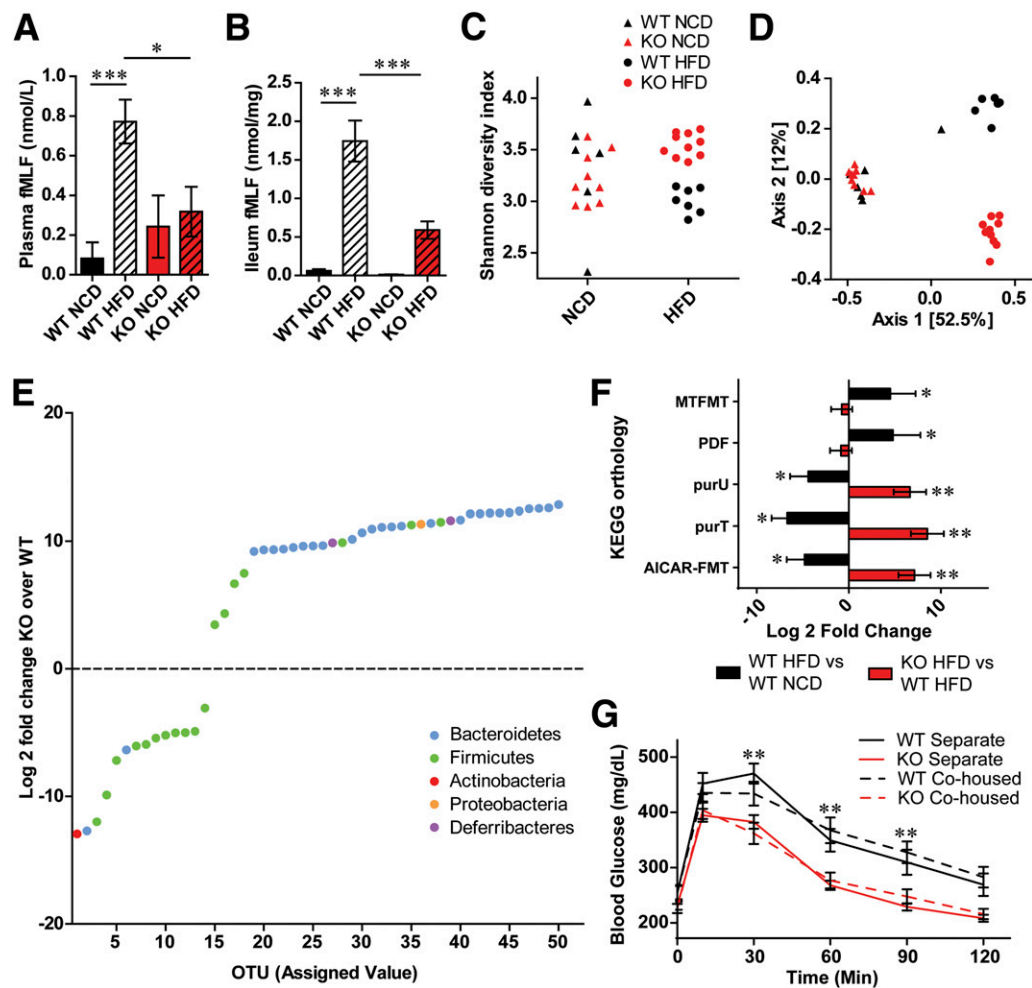 A
Plasma fMLF (nmol/L)
1.0
0.8
0.6
0.4
0.2
0.0
***
*
WT NCD
WT HFD
KO NCD
KO HFD
B
Ileum fMLF (nmol/mg)
2.5
2.0
1.5
1.0
0.5
0.0
***
***
WT NCD
WT HFD
KO NCD
KO HFD
C
WT NCD
KO NCD
WT HFD
KO HFD
Shannon diversity index
4.0
3.5
3.0
2.5
NCD
HFD
D
Axis 2 [12%]
0.4
0.2
0.0
-0.2
-0.4
-0.5
0.0
0.5
Axis 1 [52.5%]
E
Log 2 fold change KO over WT
20
10
0
-10
-20
5
10
15
20
25
30
35
40
45
50
OTU (Assigned Value)
Bacteroidetes
Firmicutes
Actinobacteria
Proteobacteria
Deferribacteres
F
KEGG orthology
MTFMT
*
PDF
*
purU
*
**
purT
*
**
AICAR-FMT
*
**
-10
0
10
Log 2 Fold Change
WT HFD vs
WT NCD
KO HFD vs
WT HFD
G
Blood Glucose (mg/dL)
500
400
300
200
**
**
**
WT Separate
KO Separate
WT Co-housed
KO Co-housed
0
30
60
90
120
Time (Min)